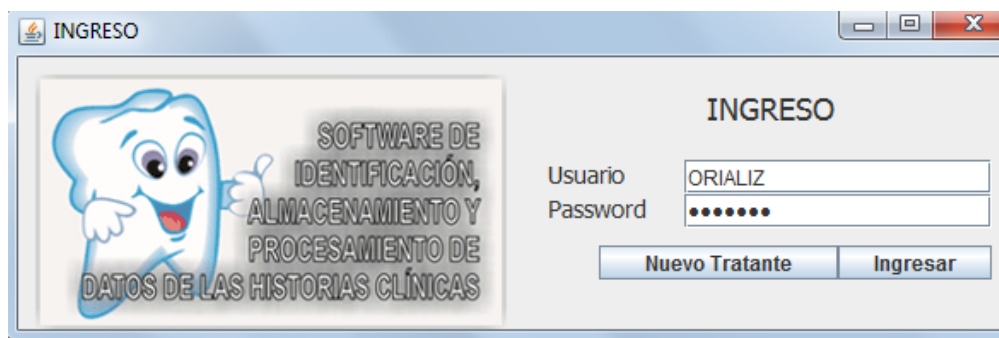 INGRESO
SOFTWARE DE
IDENTIFICACIÓN,
ALMACENAMIENTO Y
PROCESAMIENTO DE
DATOS DE LAS HISTORIAS CLÍNICAS
INGRESO
Usuario ORIALIZ
Password •••••••
Nuevo Tratante Ingresar